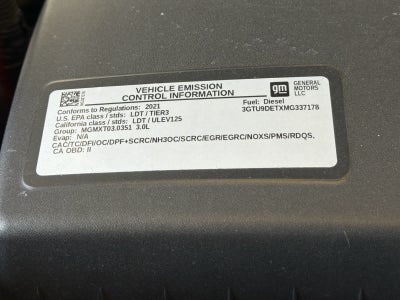 VEHICLE EMISSION
CONTROL INFORMATION
gm
GENERAL
MOTORS
LLC
Conforms to Regulations: 2021
Fuel: Diesel
U.S. EPA class / stds: LDT / TIER3
3GTU9DETXMG337178
California class / stds: LDT / ULEV125
Group: MGMXT03.0351 3.0L
Evap: N/A
CAC/TC/DFI/OC/DPF+SCRC/NH3OC/SCRC/EGR/EGRC/NOXS/PMS/RDQS,
CA OBD: II